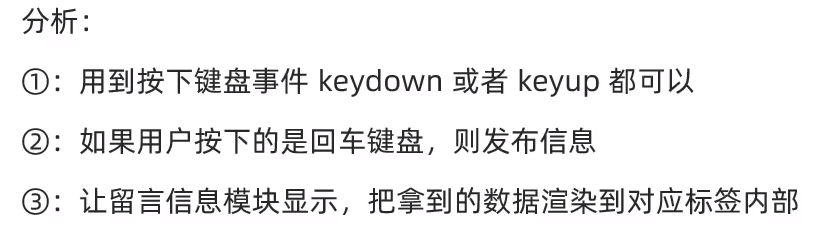 分析：
①：用到按下键盘事件 keydown 或者 keyup 都可以
②：如果用户按下的是回车键盘，则发布信息
③：让留言信息模块显示，把拿到的数据渲染到对应标签内部